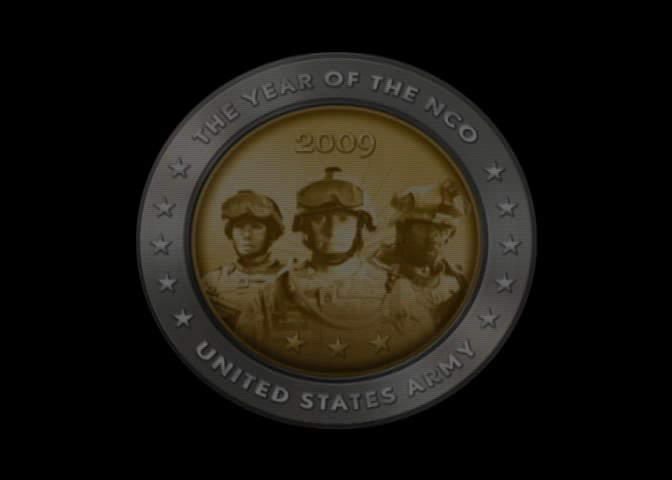 THE YEAR OF THE NCO
2009
UNITED STATES ARMY